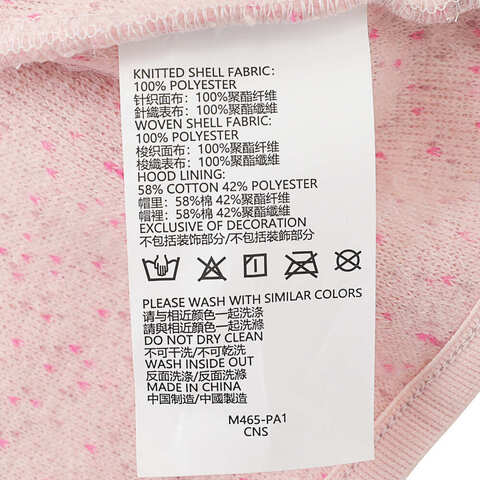 KNITTED SHELL FABRIC:
100% POLYESTER
针织面布：100%聚酯纤维
針織表布：100%聚酯纖維
WOVEN SHELL FABRIC:
100% POLYESTER
梭织面布：100%聚酯纤维
梭織表布：100%聚酯纖維
HOOD LINING:
58% COTTON 42% POLYESTER
帽里：58%棉 42%聚酯纤维
帽裡：58%棉 42%聚酯纖維
EXCLUSIVE OF DECORATION
不包括装饰部分/不包括裝飾部分
PLEASE WASH WITH SIMILAR COLORS
请与相近颜色一起洗涤
請與相近顏色一起洗滌
DO NOT DRY CLEAN
不可干洗/不可乾洗
WASH INSIDE OUT
反面洗涤/反面洗滌
MADE IN CHINA
中国制造/中國製造
M465-PA1
CNS